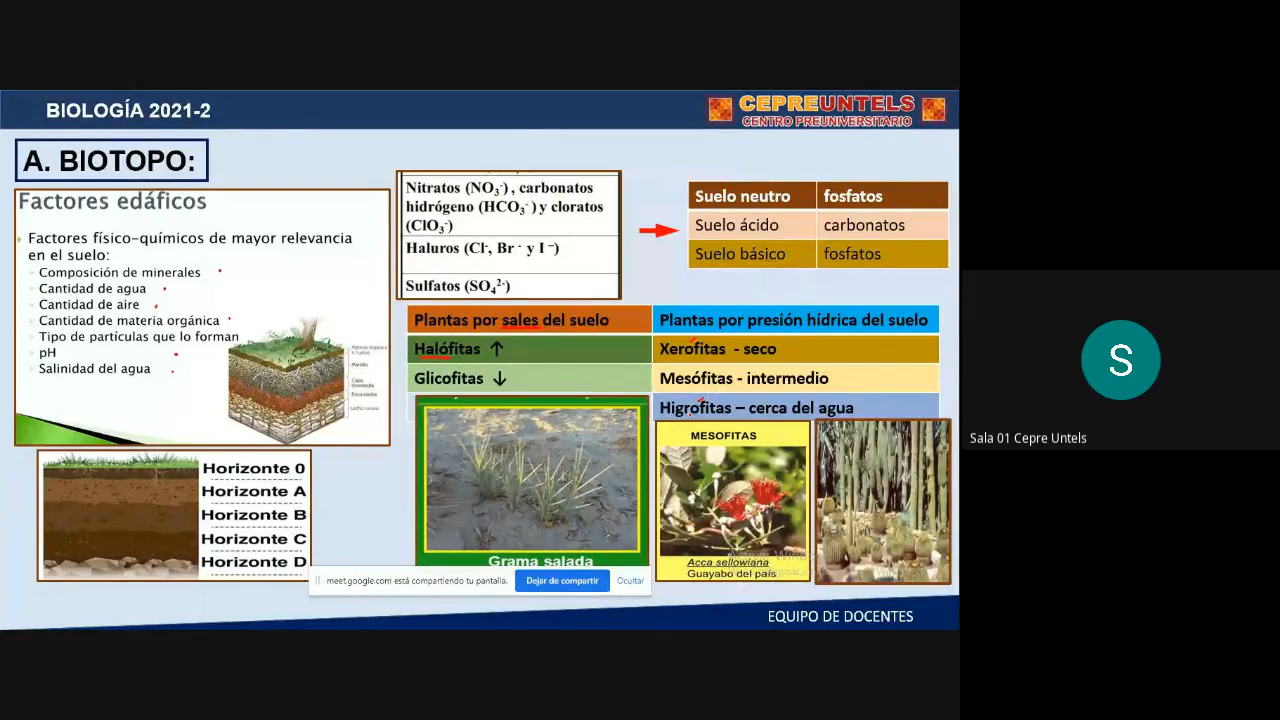 BIOLOGÍA 2021-2
CEPREUNTELS
CENTRO PREUNIVERSITARIO
A. BIOTOPO:
Factores edáficos
Factores físico-químicos de mayor relevancia
en el suelo:
Composición de minerales
Cantidad de agua
Cantidad de aire
Cantidad de materia orgánica
Tipo de partículas que lo forman
pH
Salinidad del agua
Nitratos (NO₃⁻) , carbonatos
hidrógeno (HCO₃⁻) y cloratos
(ClO₃⁻)
Haluros (Cl⁻, Br⁻ y I⁻)
Sulfatos (SO₄²⁻)
Suelo neutro fosfatos
Suelo ácido carbonatos
Suelo básico fosfatos
Plantas por sales del suelo
Halófitas ↑
Glicofitas ↓
Plantas por presión hídrica del suelo
Xerofitas - seco
Mesófitas - intermedio
Higrofitas – cerca del agua
Horizonte 0
Horizonte A
Horizonte B
Horizonte C
Horizonte D
Grama salada
MESOFITAS
Acca sellowiana
Guayabo del país
meet.google.com está compartiendo tu pantalla.
Dejar de compartir
Ocultar
EQUIPO DE DOCENTES
S
Sala 01 Cepre Untels